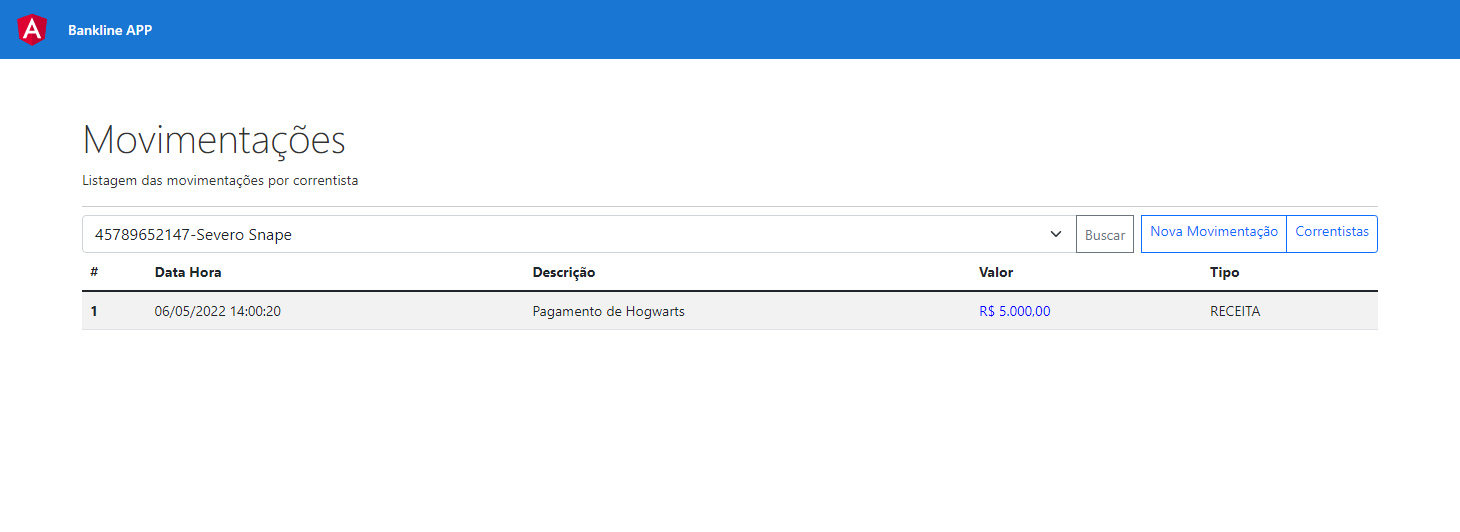 A
Bankline APP
Movimentações
Listagem das movimentações por correntista
45789652147-Severo Snape Buscar Nova Movimentação Correntistas
# Data Hora Descrição Valor Tipo
1 06/05/2022 14:00:20 Pagamento de Hogwarts R$ 5.000,00 RECEITA